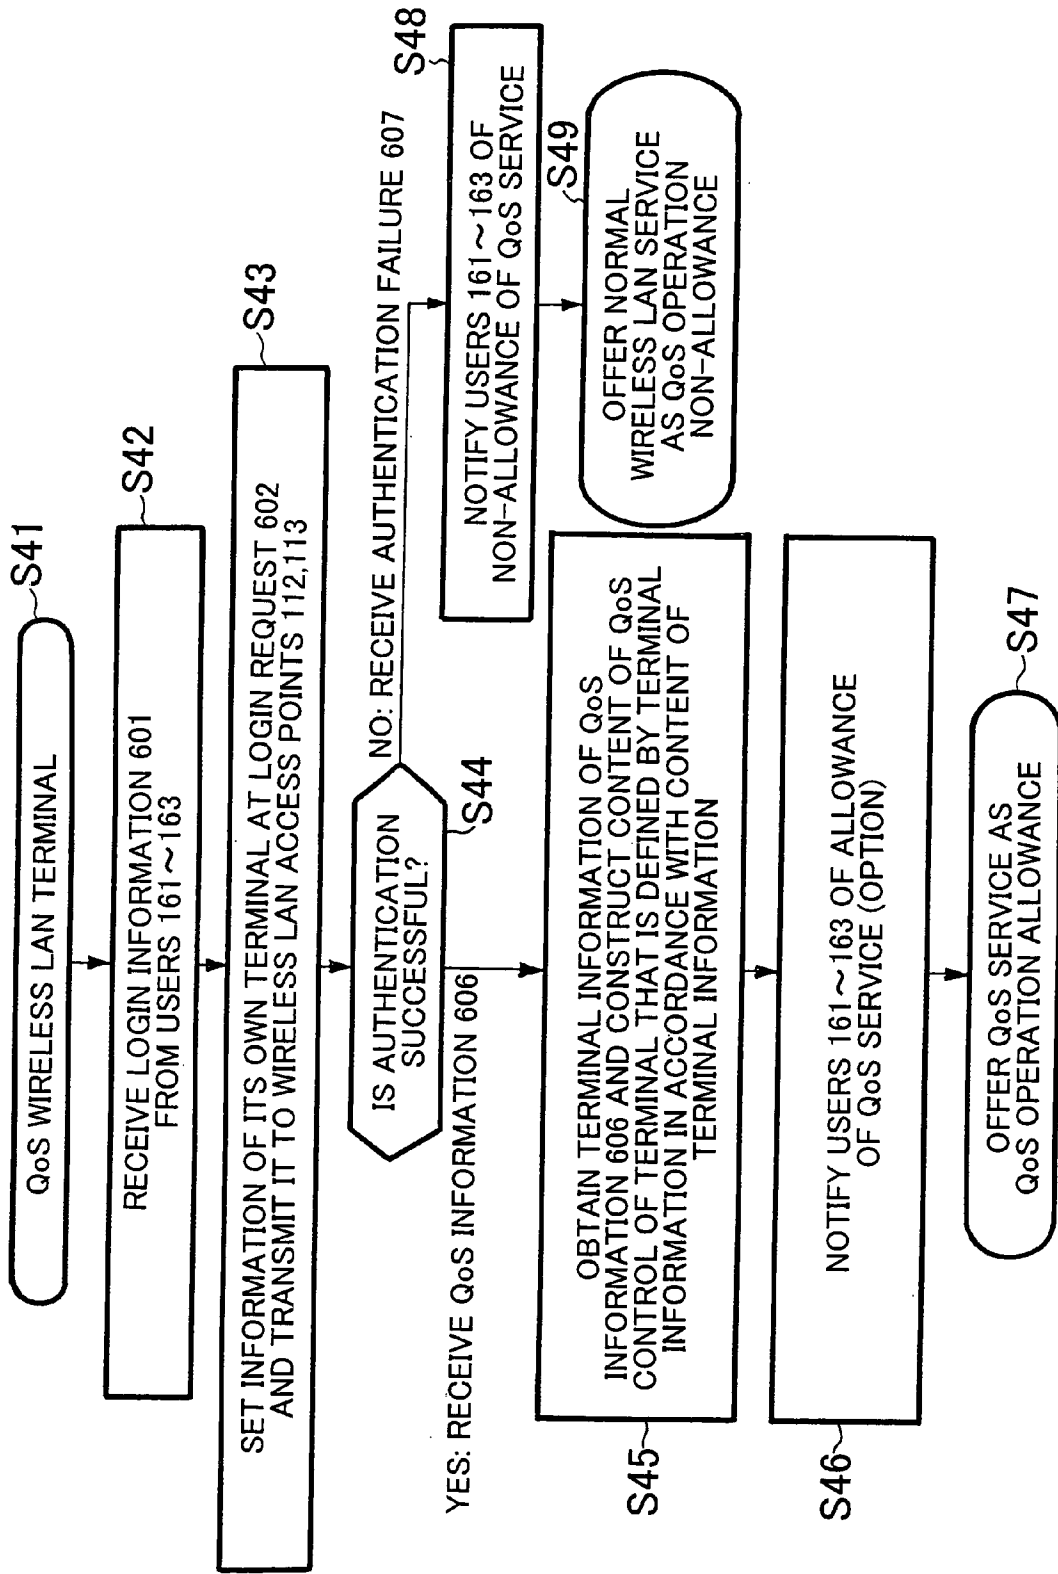 S41
QoS WIRELESS LAN TERMINAL
S42
RECEIVE LOGIN INFORMATION 601
FROM USERS 161~163
S43
SET INFORMATION OF ITS OWN TERMINAL AT LOGIN REQUEST 602
AND TRANSMIT IT TO WIRELESS LAN ACCESS POINTS 112,113
IS AUTHENTICATION
SUCCESSFUL?
S44
NO: RECEIVE AUTHENTICATION FAILURE 607
YES: RECEIVE QoS INFORMATION 606
S48
NOTIFY USERS 161~163 OF
NON-ALLOWANCE OF QoS SERVICE
S49
OFFER NORMAL
WIRELESS LAN SERVICE
AS QoS OPERATION
NON-ALLOWANCE
S45
OBTAIN TERMINAL INFORMATION OF QoS
INFORMATION 606 AND CONSTRUCT CONTENT OF QoS
CONTROL OF TERMINAL THAT IS DEFINED BY TERMINAL
INFORMATION IN ACCORDANCE WITH CONTENT OF
TERMINAL INFORMATION
S46
NOTIFY USERS 161~163 OF ALLOWANCE
OF QoS SERVICE (OPTION)
S47
OFFER QoS SERVICE AS
QoS OPERATION ALLOWANCE